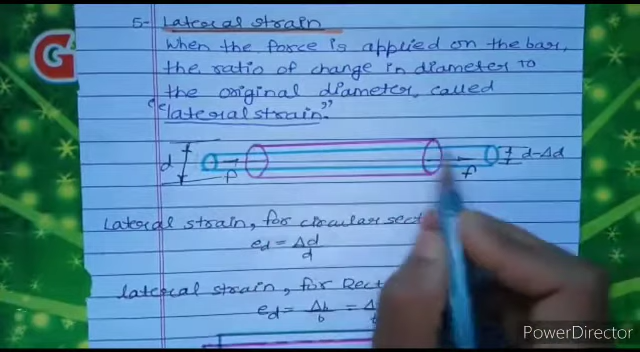 5- Lateral strain
When the force is applied on the bar,
the ratio of change in diameter to
the original diameter, called
"lateral strain."
d P P d-Δd
Lateral strain, for circular sect
ed = Δd/d
lateral strain, for Rect
ed = Δb/b = Δ
PowerDirector